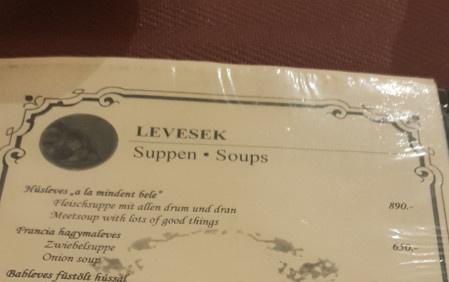 LEVESEK
Suppen • Soups
Húsleves „a la mindent bele"
Fleischsuppe mit allen drum und dran 890.-
Meetsoup with lots of good things
Francia hagymaleves
Zwiebelsuppe 650.-
Onion soup
Bableves füstölt hússal